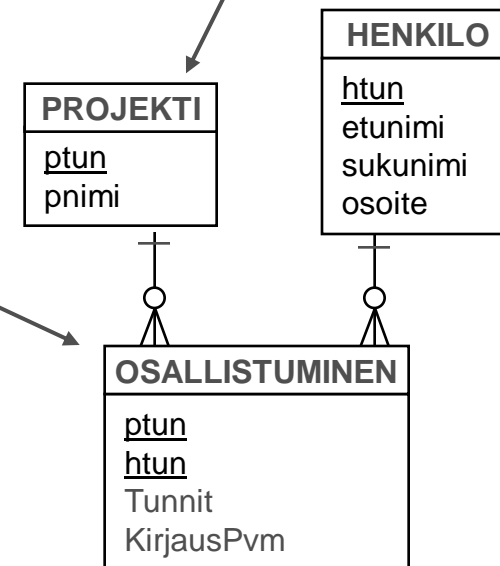 PROJEKTI
ptun
pnimi
HENKILO
htun
etunimi
sukunimi
osoite
OSALLISTUMINEN
ptun
htun
Tunnit
KirjausPvm